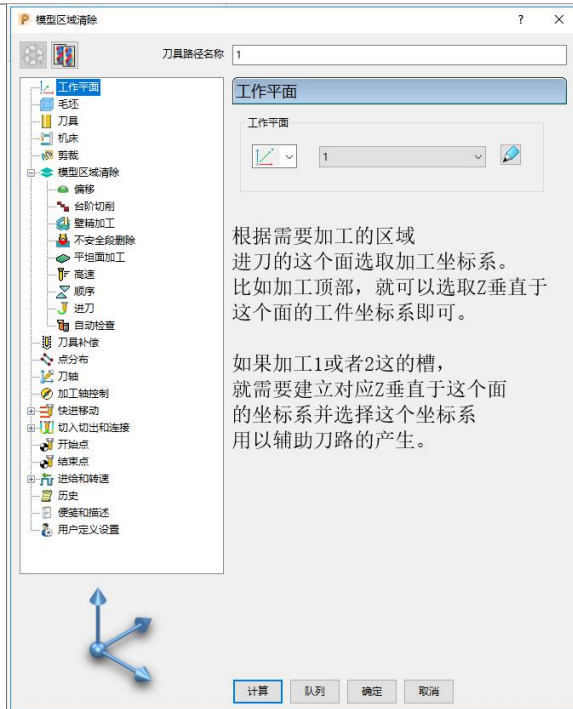 模型区域清除
?
×
刀具路径名称
1
工作平面
毛坯
刀具
机床
剪裁
模型区域清除
偏移
台阶切削
壁精加工
不安全段删除
平坦面加工
高速
顺序
进刀
自动检查
刀具补偿
点分布
刀轴
加工轴控制
快进移动
切入切出和连接
开始点
结束点
进给和转速
历史
便笺和描述
用户定义设置
工作平面
工作平面
1
根据需要加工的区域
进刀的这个面选取加工坐标系。
比如加工顶部，就可以选取Z垂直于
这个面的工件坐标系即可。
如果加工1或者2这的槽，
就需要建立对应Z垂直于这个面
的坐标系并选择这个坐标系
用以辅助刀路的产生。
计算
队列
确定
取消